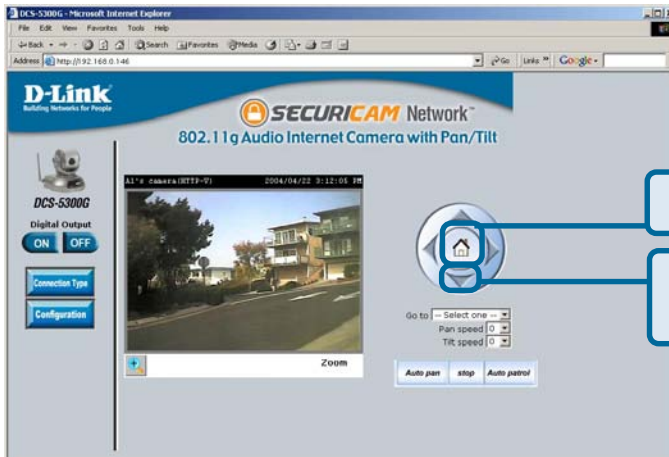 DCS-5300G - Microsoft Internet Explorer
File Edit View Favorites Tools Help
Back Search Favorites Media
Address http://192.168.0.146 Go Links » Google
D-Link
Building Networks for People
SECURICAM Network™
802.11g Audio Internet Camera with Pan/Tilt
DCS-5300G
Digital Output
ON OFF
Connection Type
Configuration
Al's camera(HTTP-V) 2004/04/22 3:12:05 PM
Zoom
Go to -- Select one --
Pan speed 0
Tilt speed 0
Auto pan stop Auto patrol